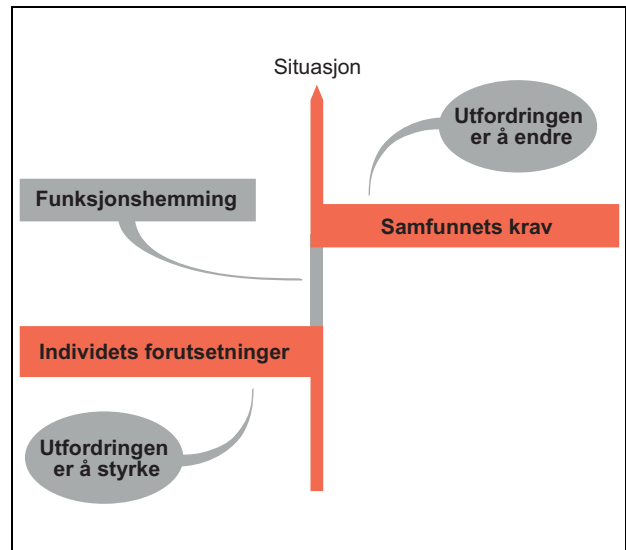 Situasjon
Utfordringen
er å endre
Funksjonshemming
Samfunnets krav
Individets forutsetninger
Utfordringen
er å styrke